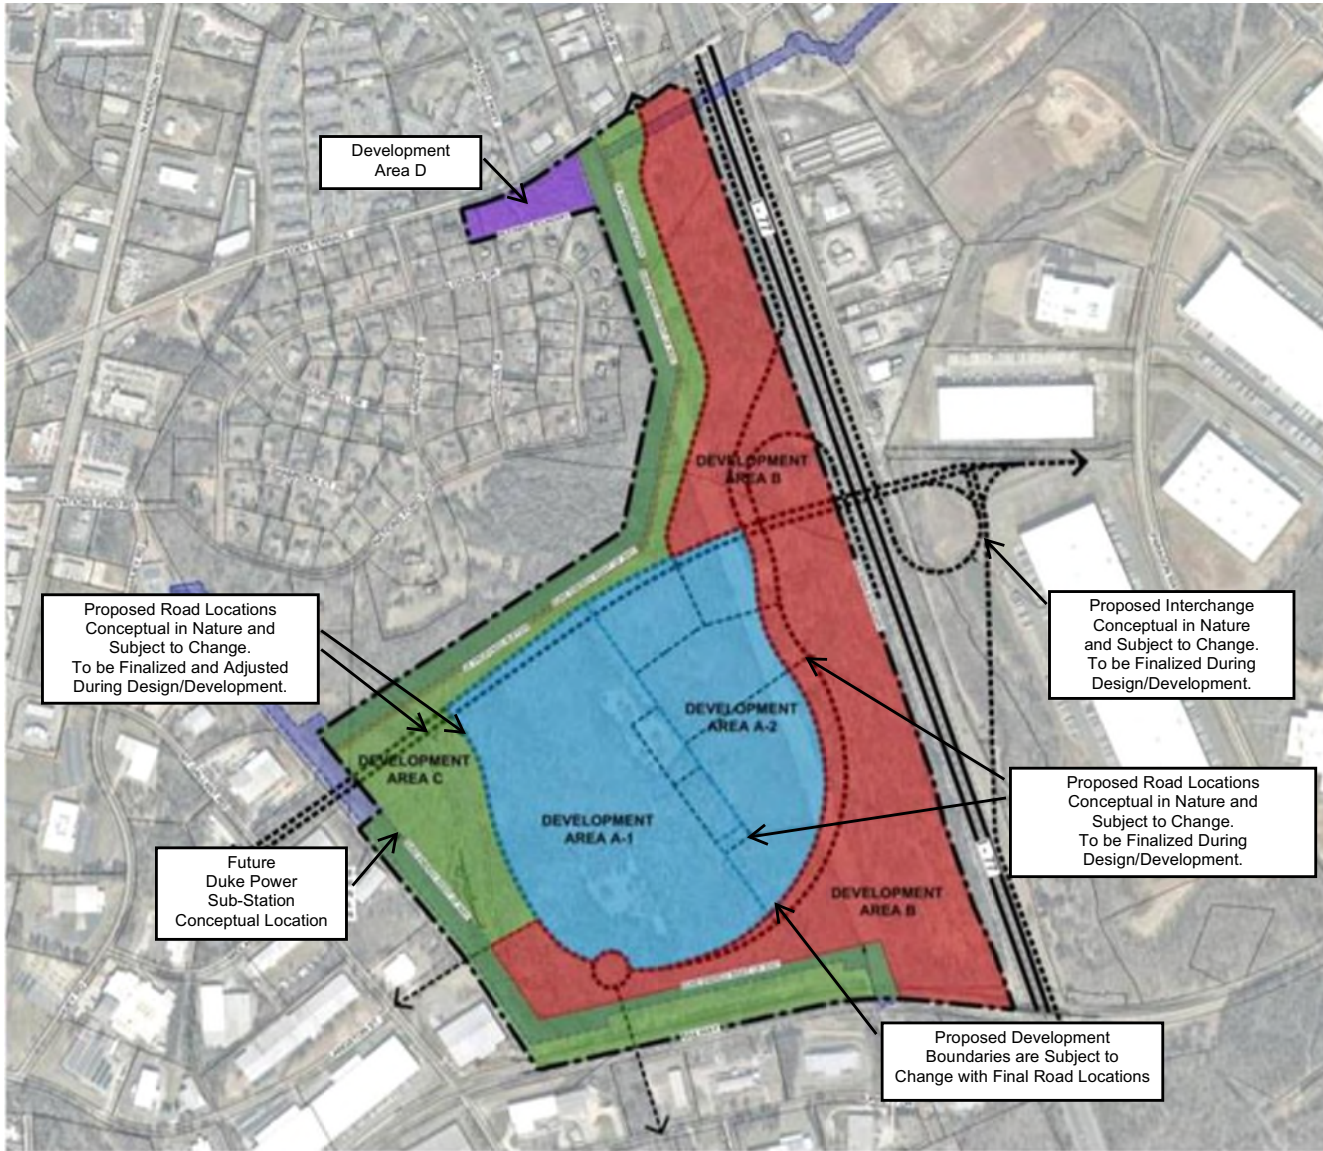 Development
Area D
EDEN TERRACE
I-77
DEVELOPMENT
AREA B
Proposed Road Locations
Conceptual in Nature and
Subject to Change.
To be Finalized and Adjusted
During Design/Development.
Proposed Interchange
Conceptual in Nature
and Subject to Change.
To be Finalized During
Design/Development.
DEVELOPMENT
AREA A-2
DEVELOPMENT
AREA C
Proposed Road Locations
Conceptual in Nature and
Subject to Change.
To be Finalized During
Design/Development.
DEVELOPMENT
AREA A-1
Future
Duke Power
Sub-Station
Conceptual Location
I-77
DEVELOPMENT
AREA B
Proposed Development
Boundaries are Subject to
Change with Final Road Locations